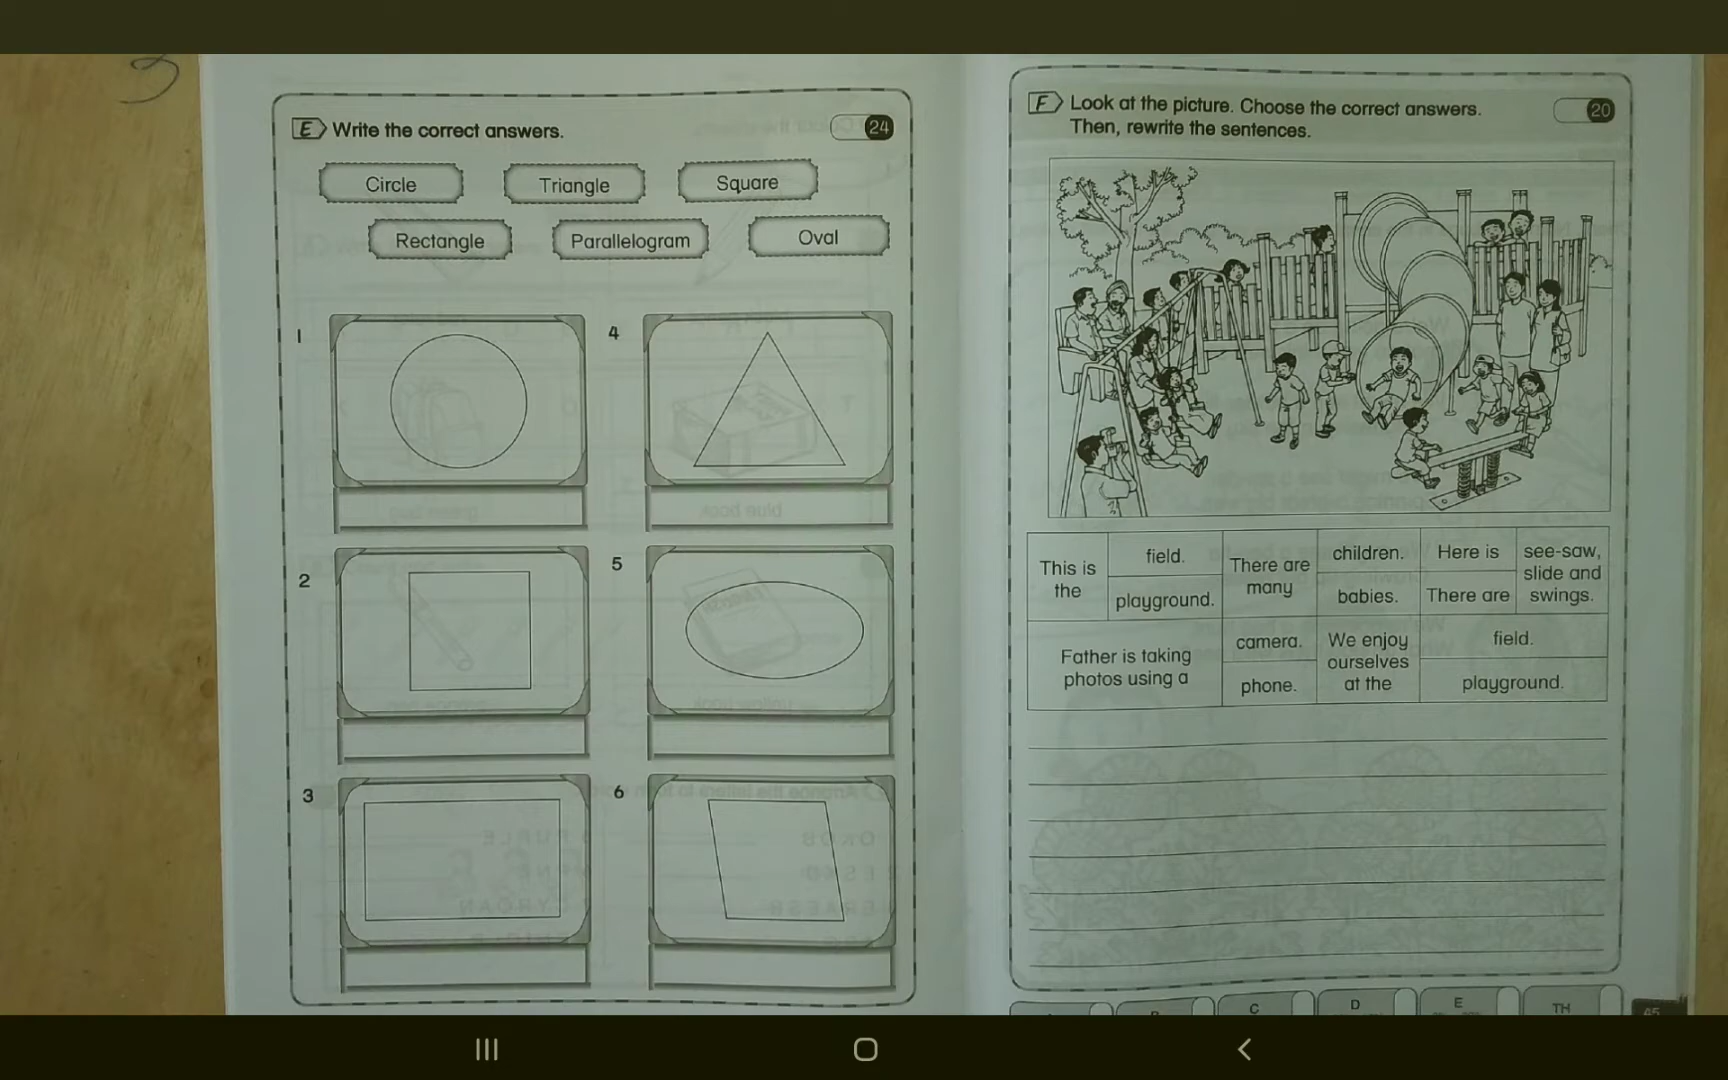 E Write the correct answers.
24
Circle
Triangle
Square
Rectangle
Parallelogram
Oval
1
4
2
5
3
6
F Look at the picture. Choose the correct answers.
Then, rewrite the sentences.
20
This is
the
field.
playground.
There are
many
children.
babies.
Here is
There are
see-saw,
slide and
swings.
Father is taking
photos using a
camera.
phone.
We enjoy
ourselves
at the
field.
playground.
C
D
E
TH